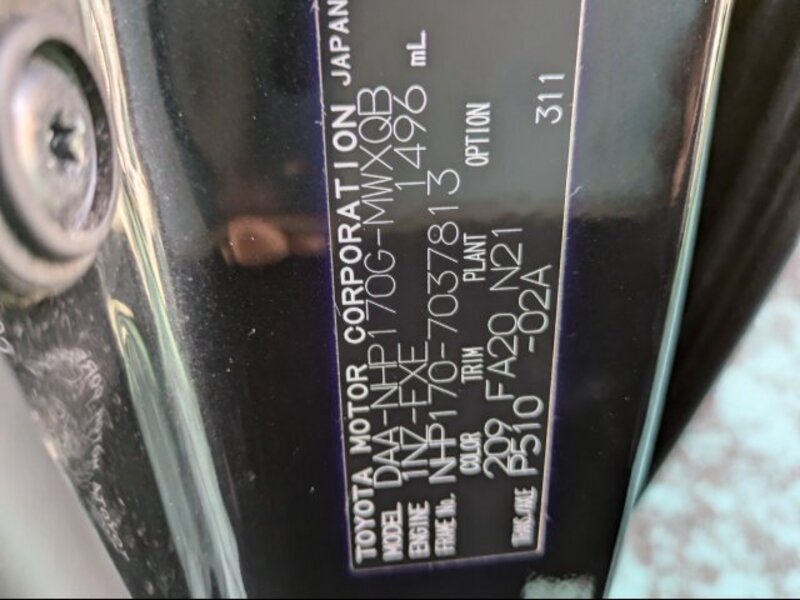 TOYOTA MOTOR CORPORATION JAPAN
MODEL DAA-NHP170G-MWXQB
ENGINE 1NZ-FXE 1496 mL
FRAME No. NHP170-7037813
COLOR TRIM PLANT OPTION
209 FA20 N21
TRANS/AXLE P510 -02A
311